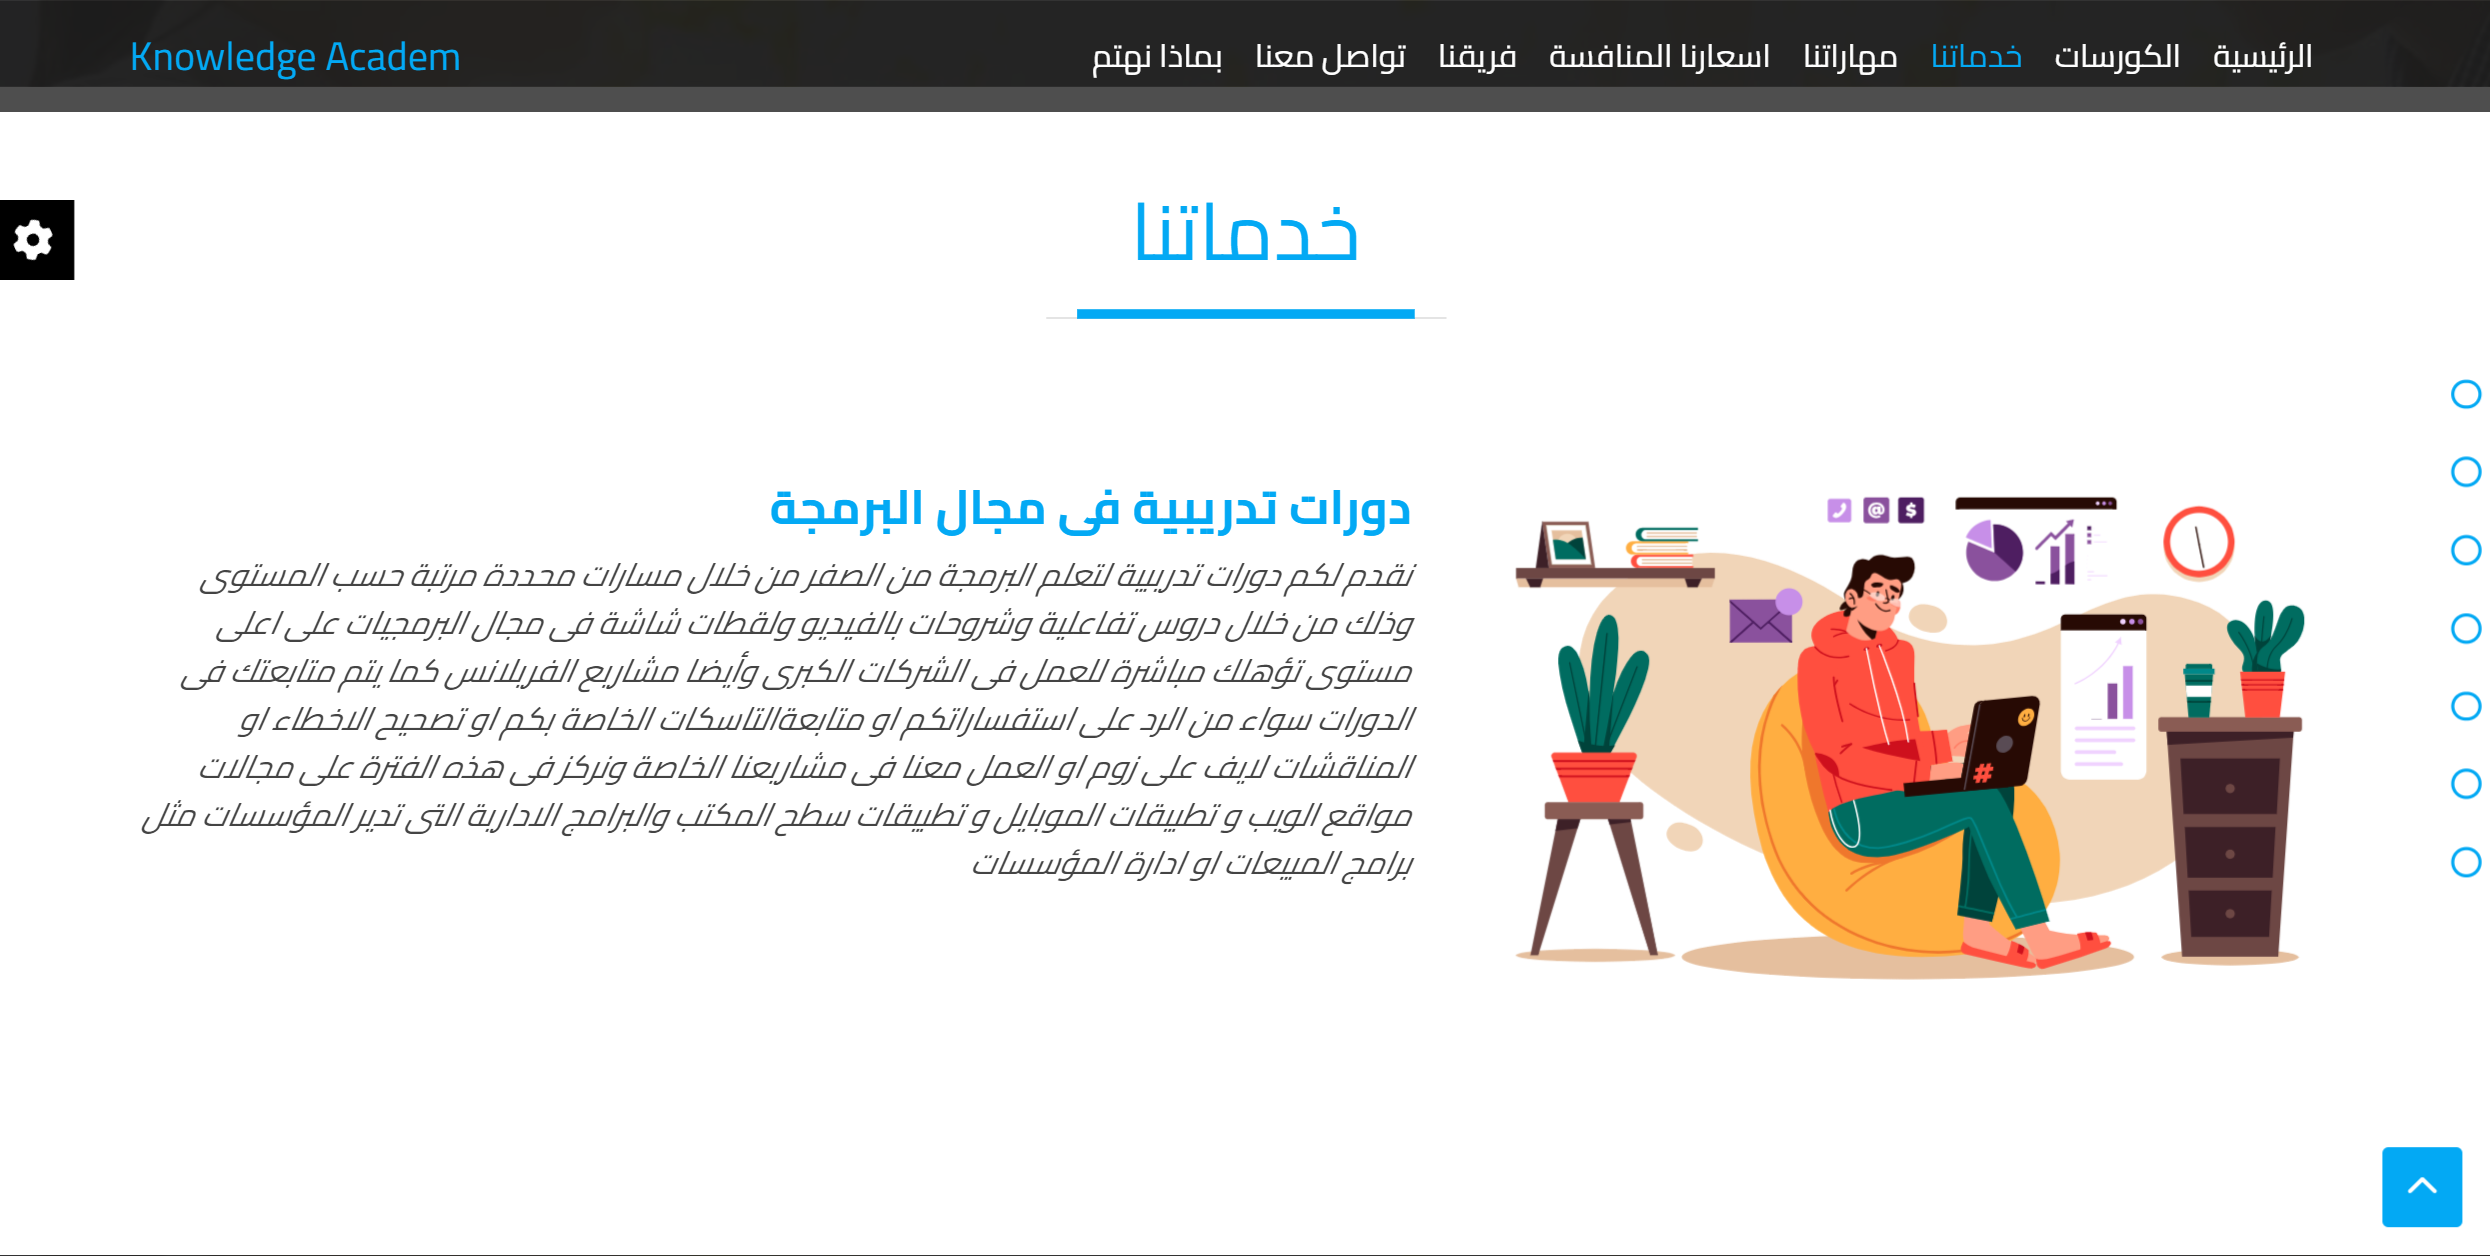 الرئيسية الكورسات خدماتنا مهاراتنا اسعارنا المنافسة فريقنا تواصل معنا بماذا نهتم
Knowledge Academ
خدماتنا
دورات تدريبية فى مجال البرمجة
نقدم لكم دورات تدريبية لتعلم البرمجة من الصفر من خلال مسارات محددة مرتبة حسب المستوى
وذلك من خلال دروس تفاعلية وشروحات بالفيديو ولقطات شاشة فى مجال البرمجيات على اعلى
مستوى تؤهلك مباشرة للعمل فى الشركات الكبرى وأيضا مشاريع الفريلانس كما يتم متابعتك فى
الدورات سواء من الرد على استفساراتكم او متابعةالتاسكات الخاصة بكم او تصحيح الاخطاء او
المناقشات لايف على زوم او العمل معنا فى مشاريعنا الخاصة ونركز فى هذه الفترة على مجالات
مواقع الويب و تطبيقات الموبايل و تطبيقات سطح المكتب والبرامج الادارية التى تدير المؤسسات مثل
برامج المبيعات او ادارة المؤسسات